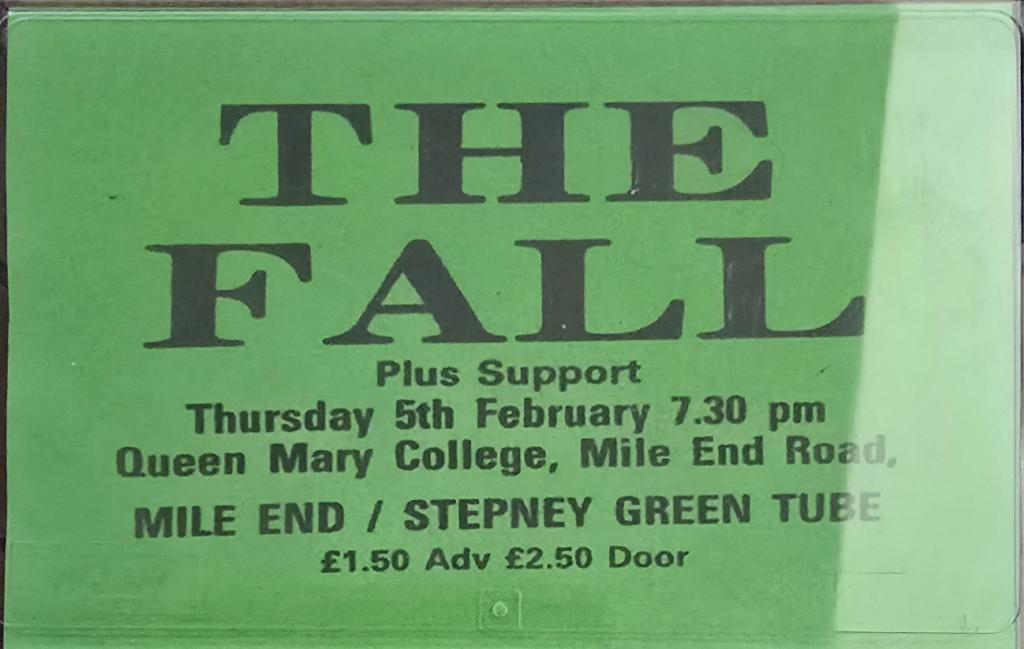 THE
FALL
Plus Support
Thursday 5th February 7.30 pm
Queen Mary College, Mile End Road,
MILE END / STEPNEY GREEN TUBE
£1.50 Adv £2.50 Door